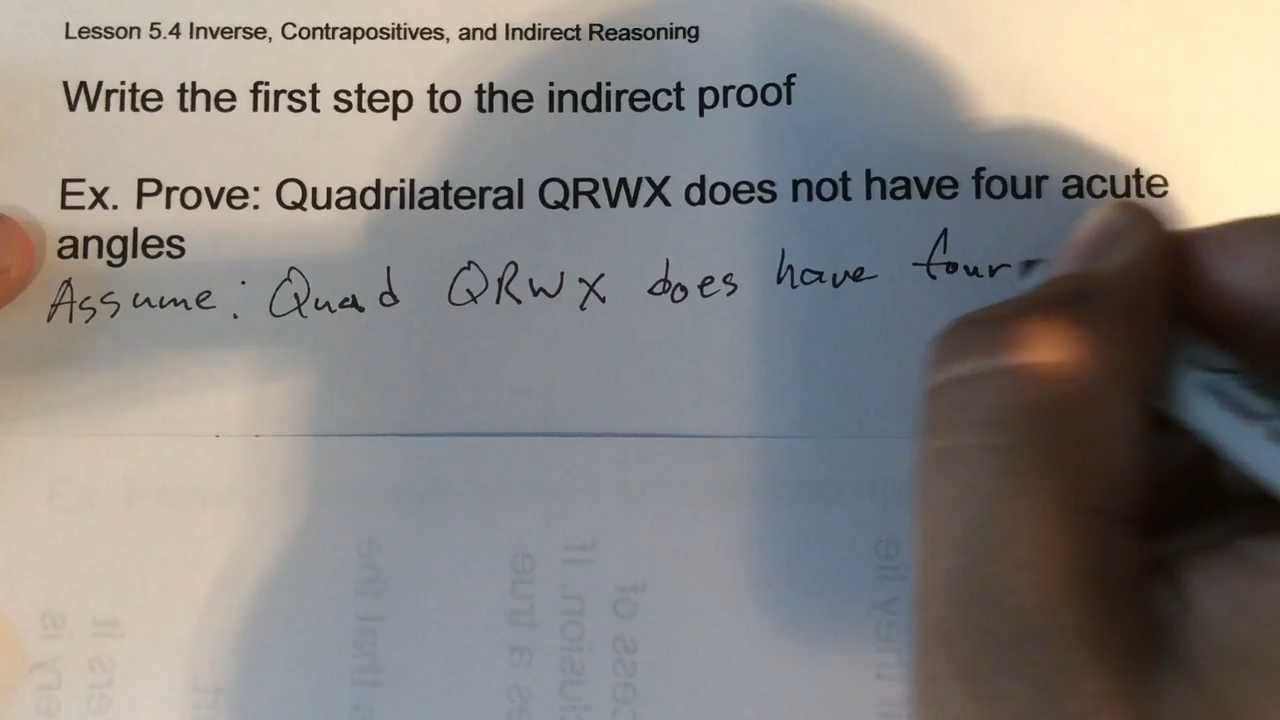 Lesson 5.4 Inverse, Contrapositives, and Indirect Reasoning
Write the first step to the indirect proof
Ex. Prove: Quadrilateral QRWX does not have four acute
angles
Assume: Quad QRWX does have four